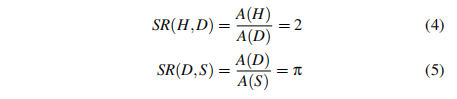 SR(H,D) = A(H)/A(D) = 2 (4)
SR(D,S) = A(D)/A(S) = π (5)